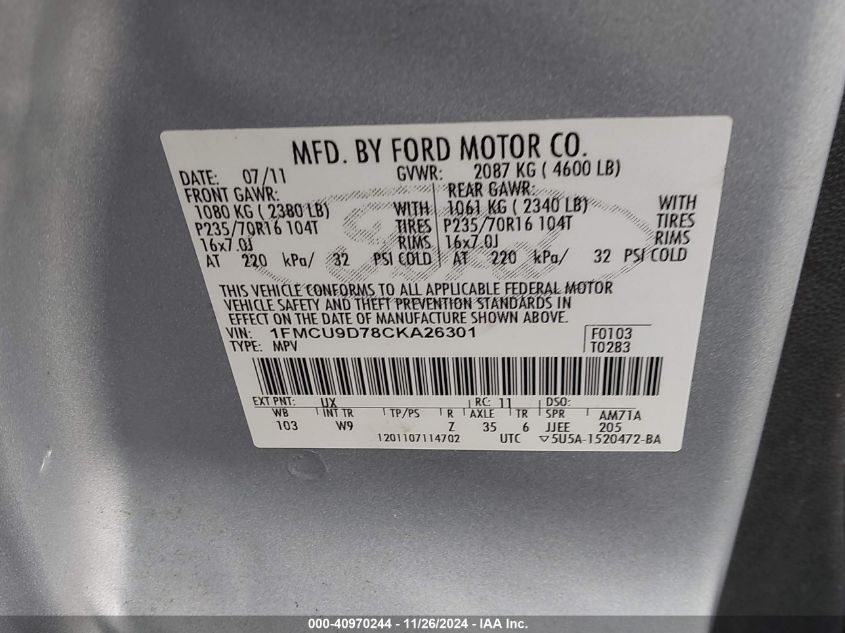 MFD. BY FORD MOTOR CO.
DATE: 07/11 GVWR: 2087 KG ( 4600 LB)
FRONT GAWR: REAR GAWR:
1080 KG ( 2380 LB) WITH 1061 KG ( 2340 LB) WITH
P235/70R16 104T TIRES P235/70R16 104T TIRES
16x7.0J RIMS 16x7.0J RIMS
AT 220 kPa/ 32 PSI COLD AT 220 kPa/ 32 PSI COLD
THIS VEHICLE CONFORMS TO ALL APPLICABLE FEDERAL MOTOR
VEHICLE SAFETY AND THEFT PREVENTION STANDARDS IN
EFFECT ON THE DATE OF MANUFACTURE SHOWN ABOVE.
VIN: 1FMCU9D78CKA26301 F0103
TYPE: MPV T0283
EXT PNT: UX RC: 11 DSO:
WB INT TR TP/PS R AXLE TR SPR AM71A
103 W9 Z 35 6 JJEE 205
1201107114702 UTC ▽5U5A-1520472-BA
000-40970244 - 11/26/2024 - IAA Inc.